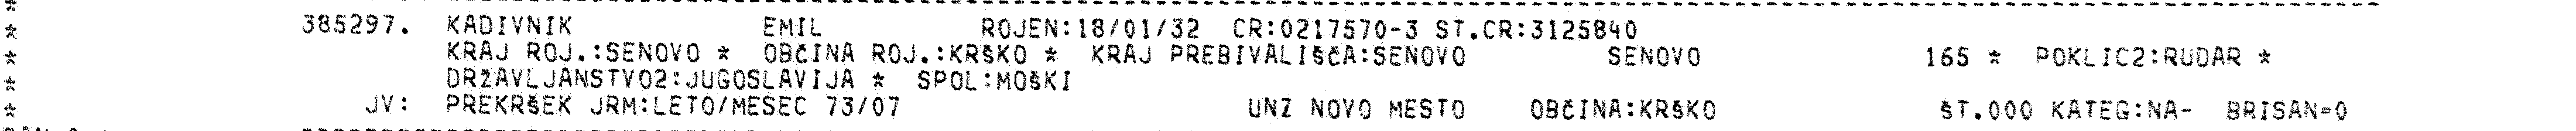 385297. KADIVNIK EMIL ROJEN:18/01/32 CR:0217570-3 ST.CR:3125840
* KRAJ ROJ.:SENOVO * OBČINA ROJ.:KRŠKO * KRAJ PREBIVALIŠČA:SENOVO SENOVO 165 * POKLIC2:RUDAR *
* DRŽAVLJANSTVO2:JUGOSLAVIJA * SPOL:MOŠKI
* JV: PREKRŠEK JRM:LETO/MESEC 73/07 UNZ NOVO MESTO OBČINA:KRŠKO ŠT.000 KATEG:NA- BRISAN=0